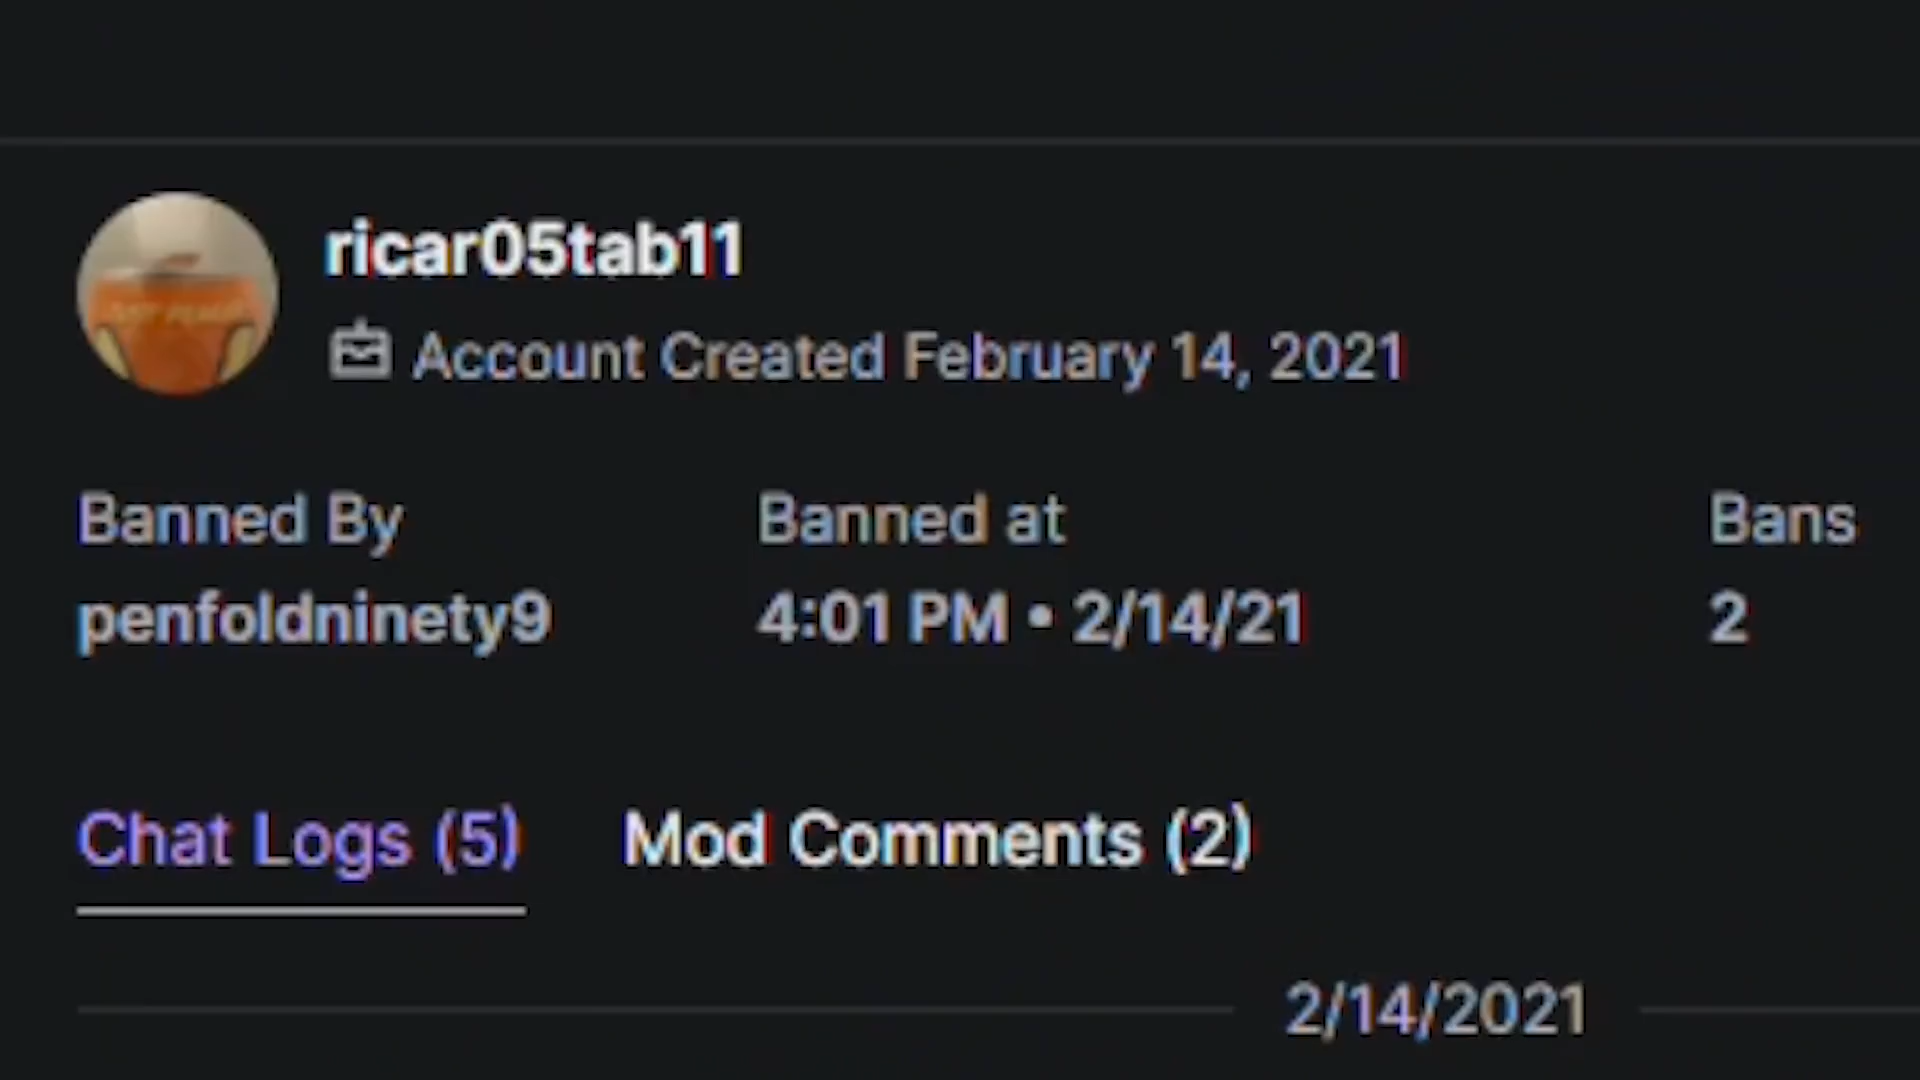 ricar05tab11
Account Created February 14, 2021
Banned By
Banned at
Bans
penfoldninety9
4:01 PM • 2/14/21
2
Chat Logs (5)
Mod Comments (2)
2/14/2021